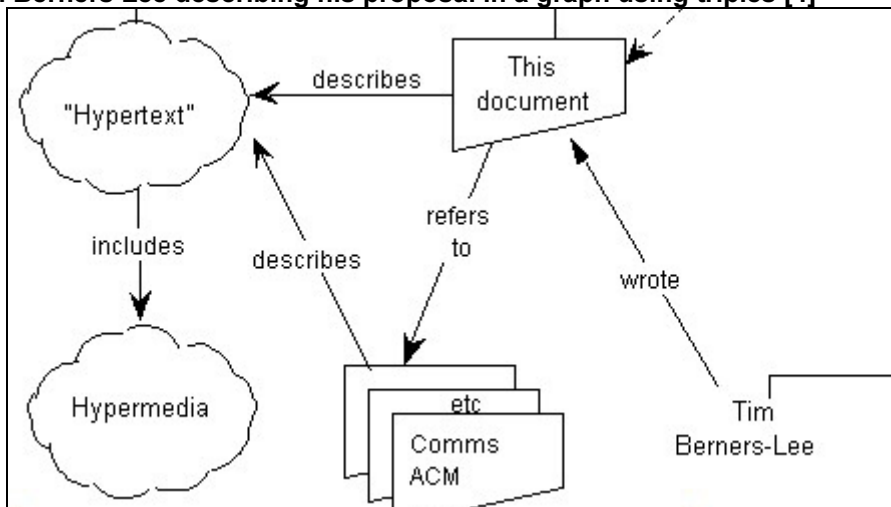 Berners-Lee describing his proposal in a graph using triples [4]
This
document
describes
"Hypertext"
refers
to
includes
describes
wrote
Hypermedia
etc
Comms
ACM
Tim
Berners-Lee